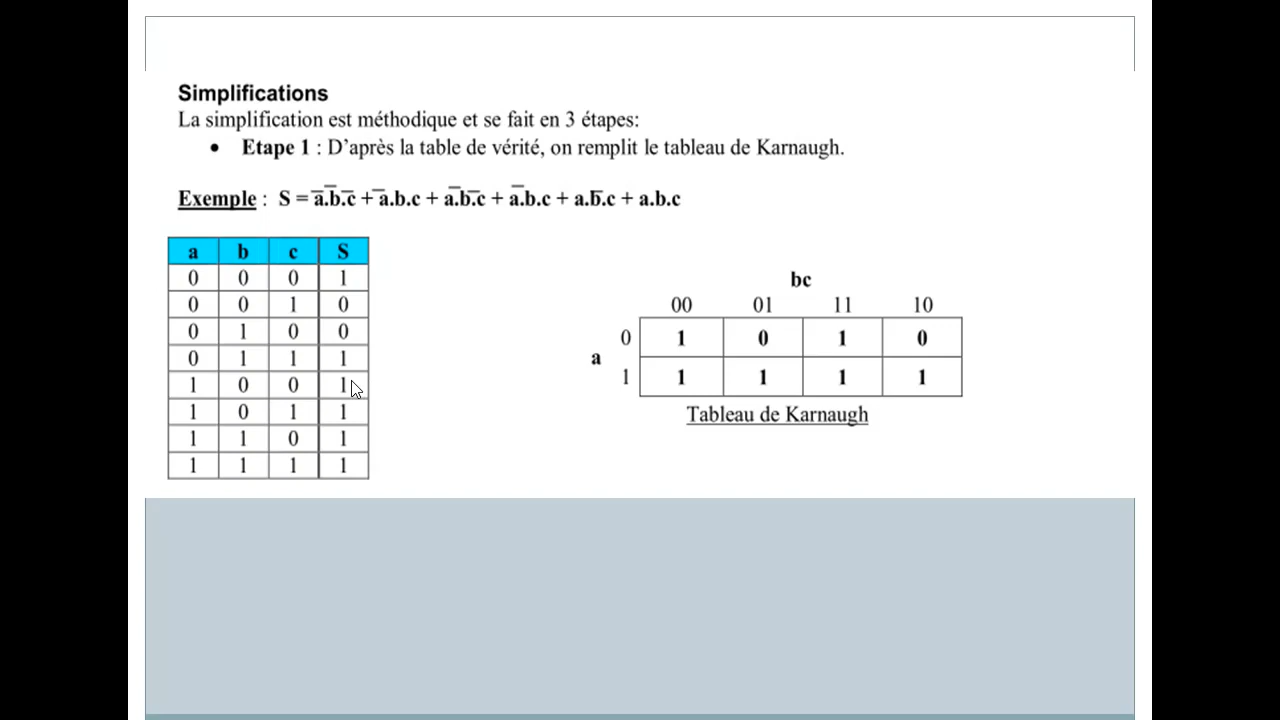 Simplifications
La simplification est méthodique et se fait en 3 étapes:
• Etape 1 : D'après la table de vérité, on remplit le tableau de Karnaugh.
Exemple : S = a̅.b̅.c̅ + a̅.b.c + a̅.b̅.c + a̅.b.c + a.b̅.c + a.b.c
a b c S
0 0 0 1
0 0 1 0
0 1 0 0
0 1 1 1
1 0 0 1
1 0 1 1
1 1 0 1
1 1 1 1
bc
00 01 11 10
0 1 0 1 0
a
1 1 1 1 1
Tableau de Karnaugh